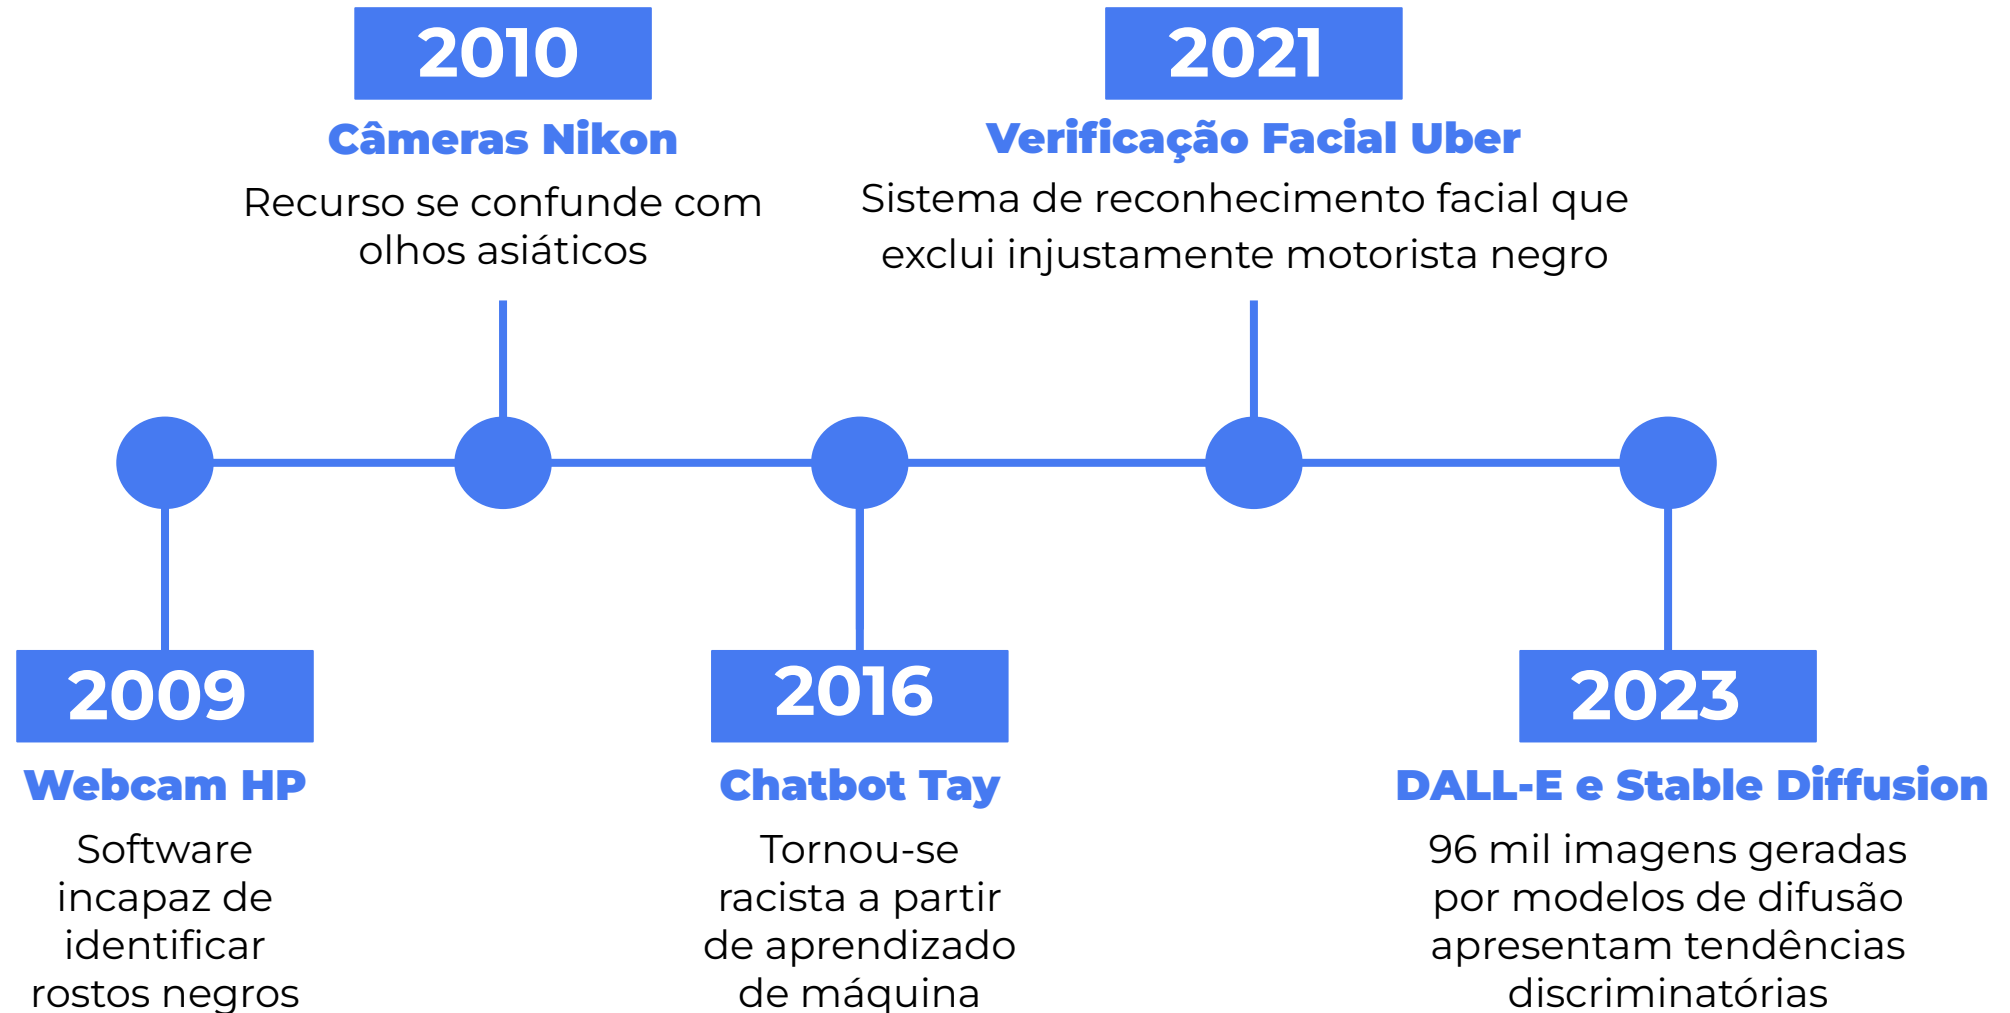 2010
Câmeras Nikon
Recurso se confunde com
olhos asiáticos
2021
Verificação Facial Uber
Sistema de reconhecimento facial que
exclui injustamente motorista negro
2009
Webcam HP
Software
incapaz de
identificar
rostos negros
2016
Chatbot Tay
Tornou-se
racista a partir
de aprendizado
de máquina
2023
DALL-E e Stable Diffusion
96 mil imagens geradas
por modelos de difusão
apresentam tendências
discriminatórias